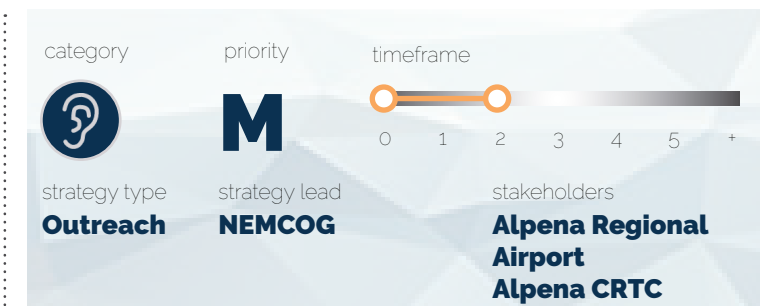 category priority timeframe
M
0 1 2 3 4 5 +
strategy type strategy lead stakeholders
Outreach NEMCOG Alpena Regional
Airport
Alpena CRTC